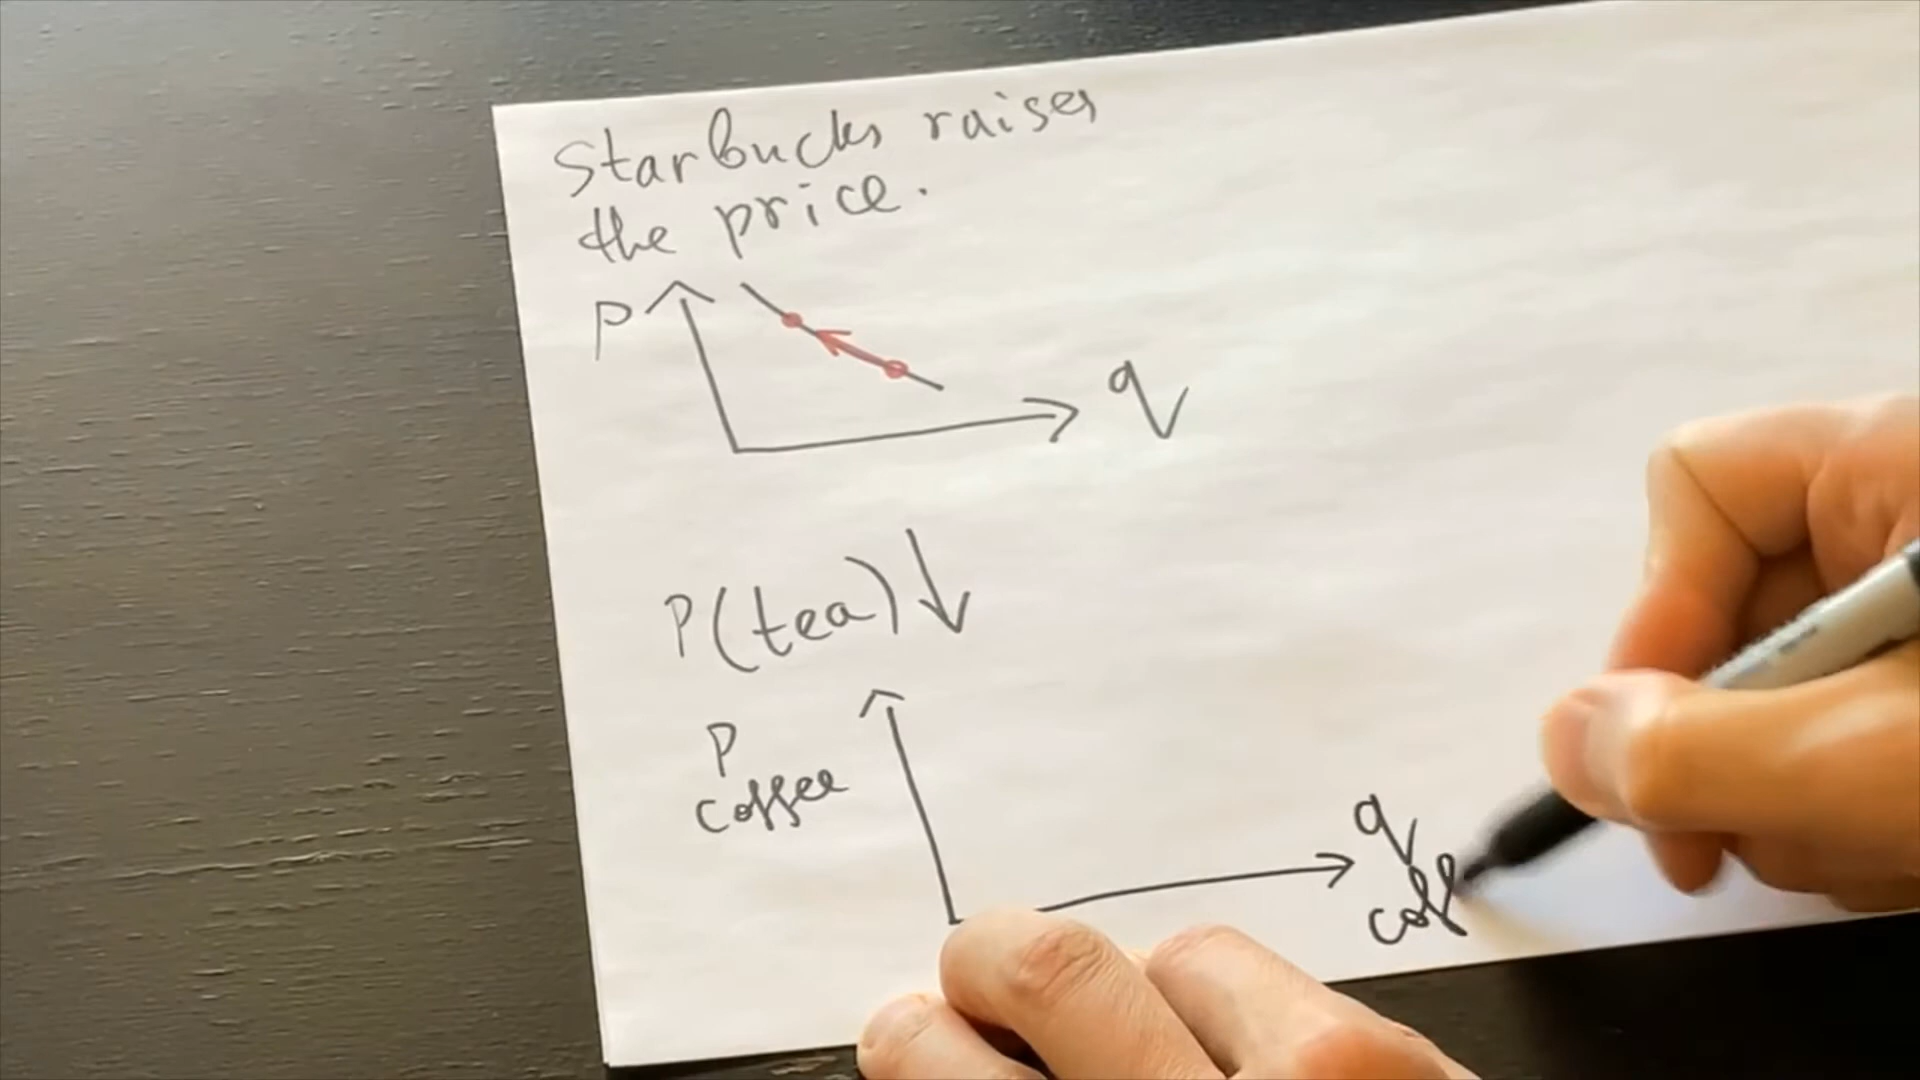 Starbucks raises
the price.
P
q
P(tea)↓
P
coffee
q
coff